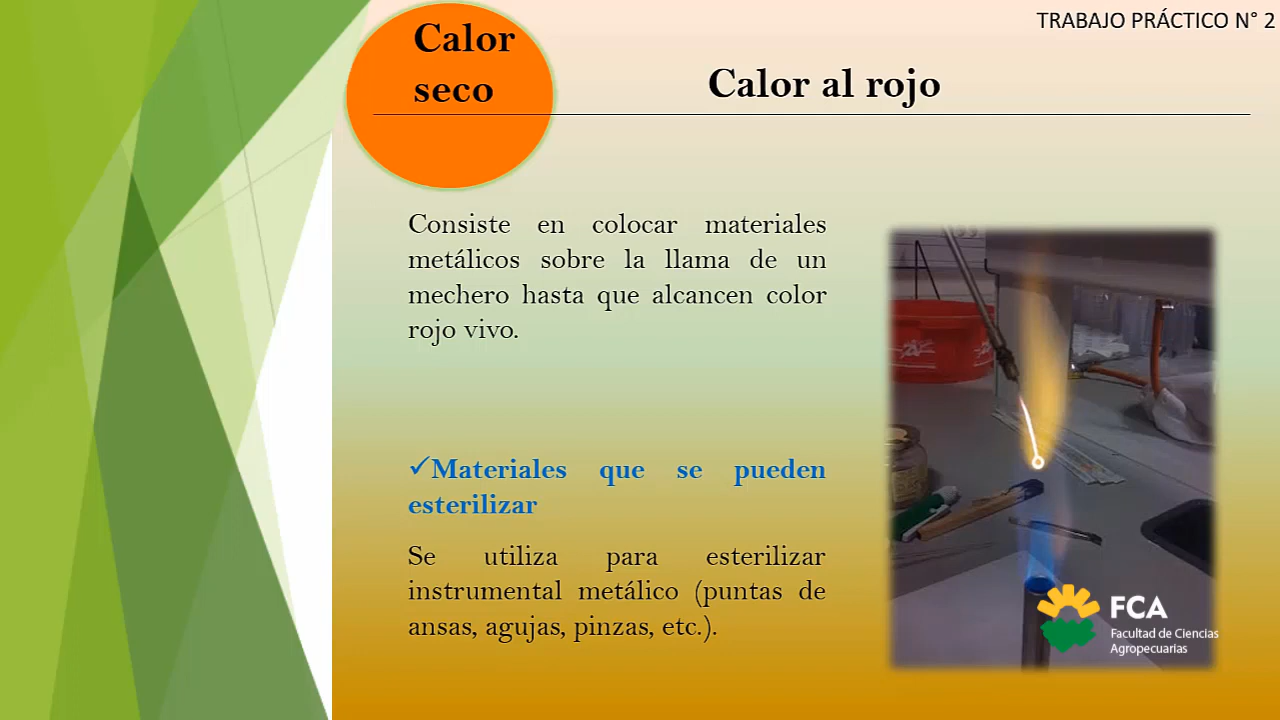 TRABAJO PRÁCTICO N° 2
Calor
seco
Calor al rojo
Consiste en colocar materiales
metálicos sobre la llama de un
mechero hasta que alcancen color
rojo vivo.
✓Materiales que se pueden
esterilizar
Se utiliza para esterilizar
instrumental metálico (puntas de
ansas, agujas, pinzas, etc.).
FCA
Facultad de Ciencias
Agropecuarias